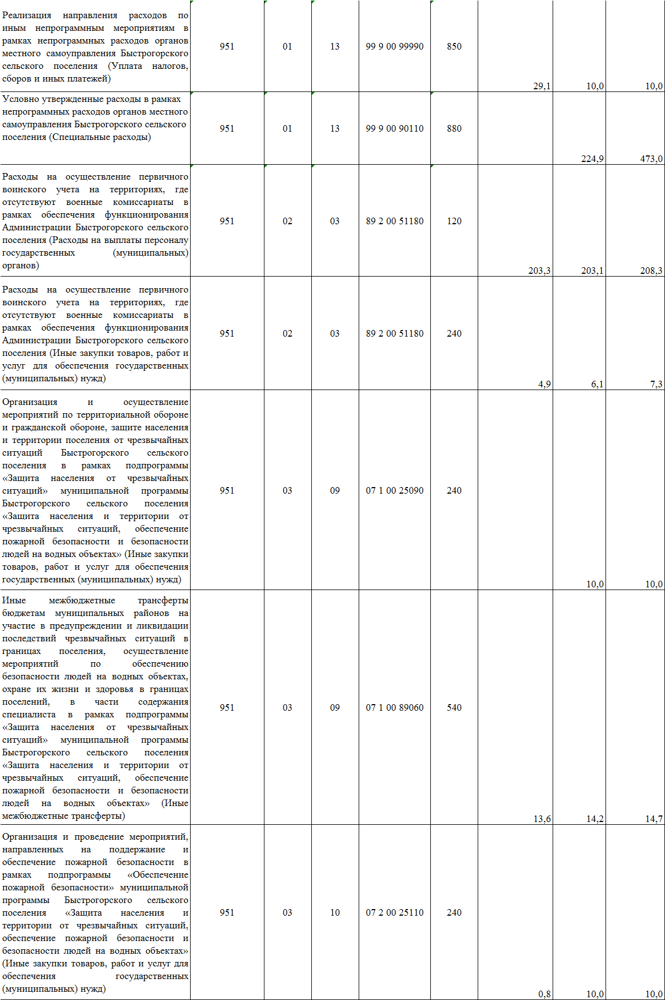 Реализация направления расходов по
иным непрограммным мероприятиям в
рамках непрограммных расходов органов
местного самоуправления Быстрогорского
сельского поселения (Уплата налогов,
сборов и иных платежей)
951 01 13 99 9 00 99990 850 29,1 10,0 10,0
Условно утвержденные расходы в рамках
непрограммных расходов органов местного
самоуправления Быстрогорского сельского
поселения (Специальные расходы)
951 01 13 99 9 00 90110 880 224,9 473,0
Расходы на осуществление первичного
воинского учета на территориях, где
отсутствуют военные комиссариаты в
рамках обеспечения функционирования
Администрации Быстрогорского сельского
поселения (Расходы на выплаты персоналу
государственных (муниципальных)
органов)
951 02 03 89 2 00 51180 120 203,3 203,1 208,3
Расходы на осуществление первичного
воинского учета на территориях, где
отсутствуют военные комиссариаты в
рамках обеспечения функционирования
Администрации Быстрогорского сельского
поселения (Иные закупки товаров, работ и
услуг для обеспечения государственных
(муниципальных) нужд)
951 02 03 89 2 00 51180 240 4,9 6,1 7,3
Организация и осуществление
мероприятий по территориальной обороне
и гражданской обороне, защите населения
и территории поселения от чрезвычайных
ситуаций Быстрогорского сельского
поселения в рамках подпрограммы
«Защита населения от чрезвычайных
ситуаций» муниципальной программы
Быстрогорского сельского поселения
«Защита населения и территории от
чрезвычайных ситуаций, обеспечение
пожарной безопасности и безопасности
людей на водных объектах» (Иные закупки
товаров, работ и услуг для обеспечения
государственных (муниципальных) нужд)
951 03 09 07 1 00 25090 240 10,0 10,0
Иные межбюджетные трансферты
бюджетам муниципальных районов на
участие в предупреждении и ликвидации
последствий чрезвычайных ситуаций в
границах поселения, осуществление
мероприятий по обеспечению
безопасности людей на водных объектах,
охране их жизни и здоровья в границах
поселений, в части содержания
специалиста в рамках подпрограммы
«Защита населения от чрезвычайных
ситуаций» муниципальной программы
Быстрогорского сельского поселения
«Защита населения и территории от
чрезвычайных ситуаций, обеспечение
пожарной безопасности и безопасности
людей на водных объектах» (Иные
межбюджетные трансферты)
951 03 09 07 1 00 89060 540 13,6 14,2 14,7
Организация и проведение мероприятий,
направленных на поддержание и
обеспечение пожарной безопасности в
рамках подпрограммы «Обеспечение
пожарной безопасности» муниципальной
программы Быстрогорского сельского
поселения «Защита населения и
территории от чрезвычайных ситуаций,
обеспечение пожарной безопасности и
безопасности людей на водных объектах»
(Иные закупки товаров, работ и услуг для
обеспечения государственных
(муниципальных) нужд)
951 03 10 07 2 00 25110 240 0,8 10,0 10,0